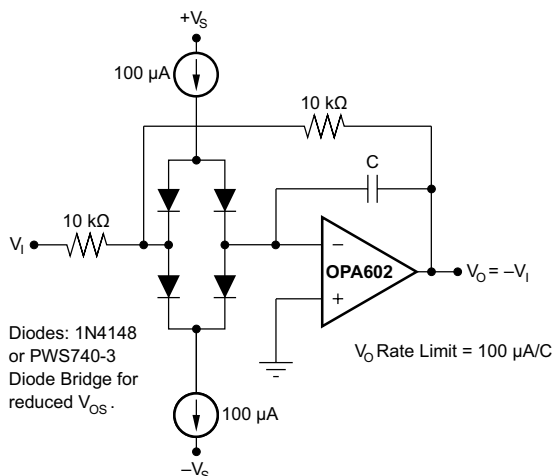 +V_S
100 µA
10 kΩ
C
10 kΩ
V_I
−
OPA602
+
V_O = –V_I
Diodes: 1N4148
or PWS740-3
Diode Bridge for
reduced V_OS.
V_O Rate Limit = 100 µA/C
100 µA
–V_S